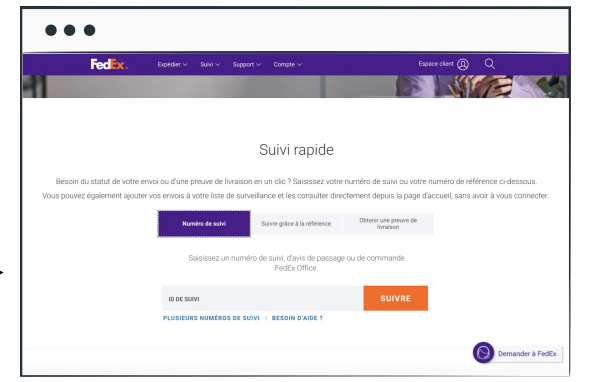 FedEx. Expédier Suivi Support Compte Espace client
Suivi rapide
Besoin du statut de votre envoi ou d'une preuve de livraison en un clic ? Saisissez votre numéro de suivi ou votre numéro de référence ci-dessous.
Vous pouvez également ajouter vos envois à votre liste de surveillance et les consulter directement depuis la page d'accueil, sans avoir à vous connecter.
Numéro de suivi Suivre grâce à la référence Obtenir une preuve de
livraison
Saisissez un numéro de suivi, d'avis de passage ou de commande
FedEx Office.
ID DE SUIVI SUIVRE
PLUSIEURS NUMÉROS DE SUIVI | BESOIN D'AIDE ?
Demander à FedEx